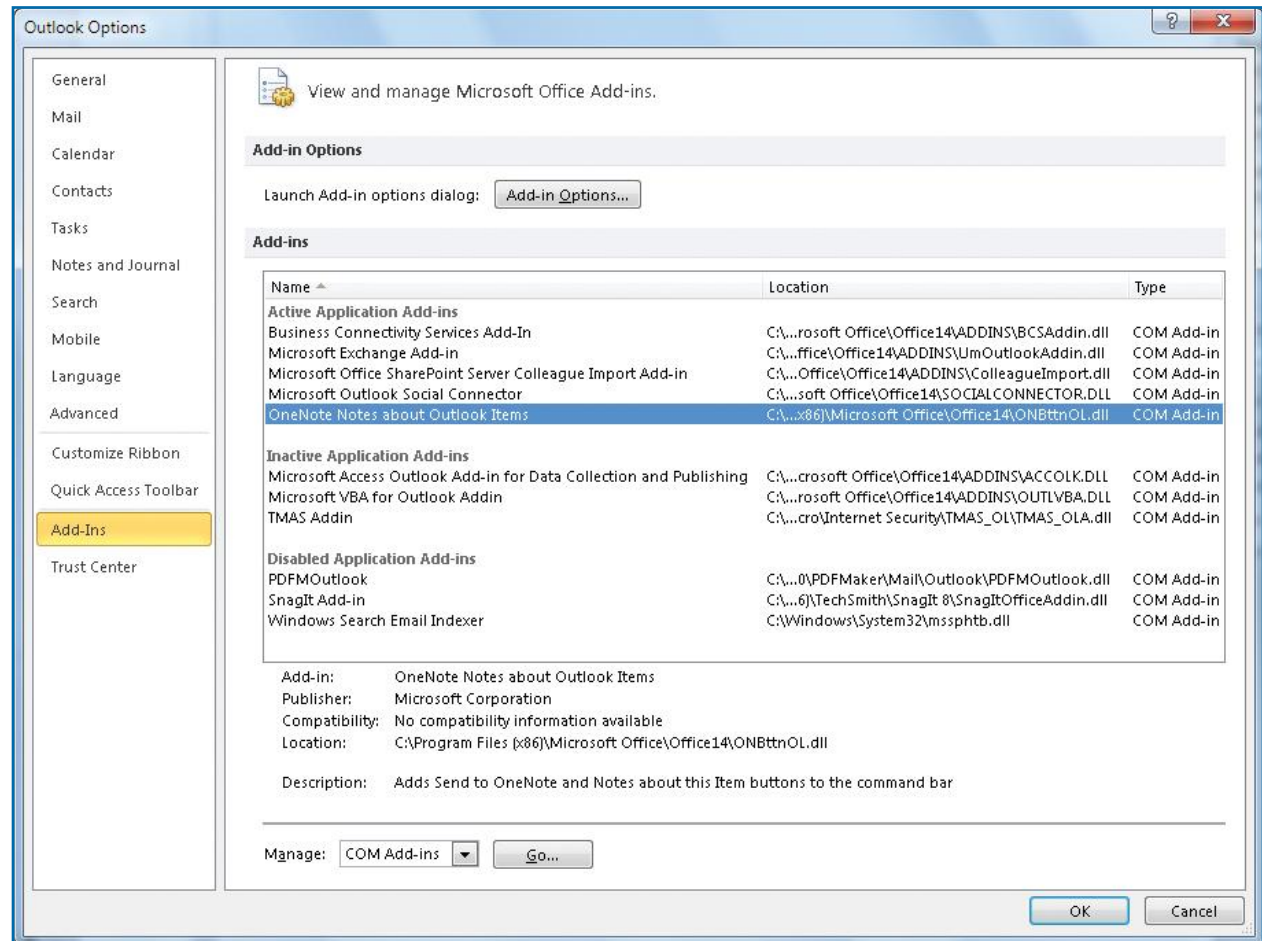 Outlook Options
General
Mail
Calendar
Contacts
Tasks
Notes and Journal
Search
Mobile
Language
Advanced
Customize Ribbon
Quick Access Toolbar
Add-Ins
Trust Center
View and manage Microsoft Office Add-ins.
Add-in Options
Launch Add-in options dialog: Add-in Options...
Add-ins
Name Location Type
Active Application Add-ins
Business Connectivity Services Add-In C:\...rosoft Office\Office14\ADDINS\BCSAddin.dll COM Add-in
Microsoft Exchange Add-in C:\...ffice\Office14\ADDINS\UmOutlookAddin.dll COM Add-in
Microsoft Office SharePoint Server Colleague Import Add-in C:\...Office\Office14\ADDINS\ColleagueImport.dll COM Add-in
Microsoft Outlook Social Connector C:\...soft Office\Office14\SOCIALCONNECTOR.DLL COM Add-in
OneNote Notes about Outlook Items C:\...x86)\Microsoft Office\Office14\ONBttnOL.dll COM Add-in
Inactive Application Add-ins
Microsoft Access Outlook Add-in for Data Collection and Publishing C:\...crosoft Office\Office14\ADDINS\ACCOLK.DLL COM Add-in
Microsoft VBA for Outlook Addin C:\...rosoft Office\Office14\ADDINS\OUTLVBA.DLL COM Add-in
TMAS Addin C:\...cro\Internet Security\TMAS_OL\TMAS_OLA.dll COM Add-in
Disabled Application Add-ins
PDFMOutlook C:\...0\PDFMaker\Mail\Outlook\PDFMOutlook.dll COM Add-in
SnagIt Add-in C:\...6)\TechSmith\SnagIt 8\SnagItOfficeAddin.dll COM Add-in
Windows Search Email Indexer C:\Windows\System32\mssphtb.dll COM Add-in
Add-in: OneNote Notes about Outlook Items
Publisher: Microsoft Corporation
Compatibility: No compatibility information available
Location: C:\Program Files (x86)\Microsoft Office\Office14\ONBttnOL.dll
Description: Adds Send to OneNote and Notes about this Item buttons to the command bar
Manage: COM Add-ins Go...
OK Cancel